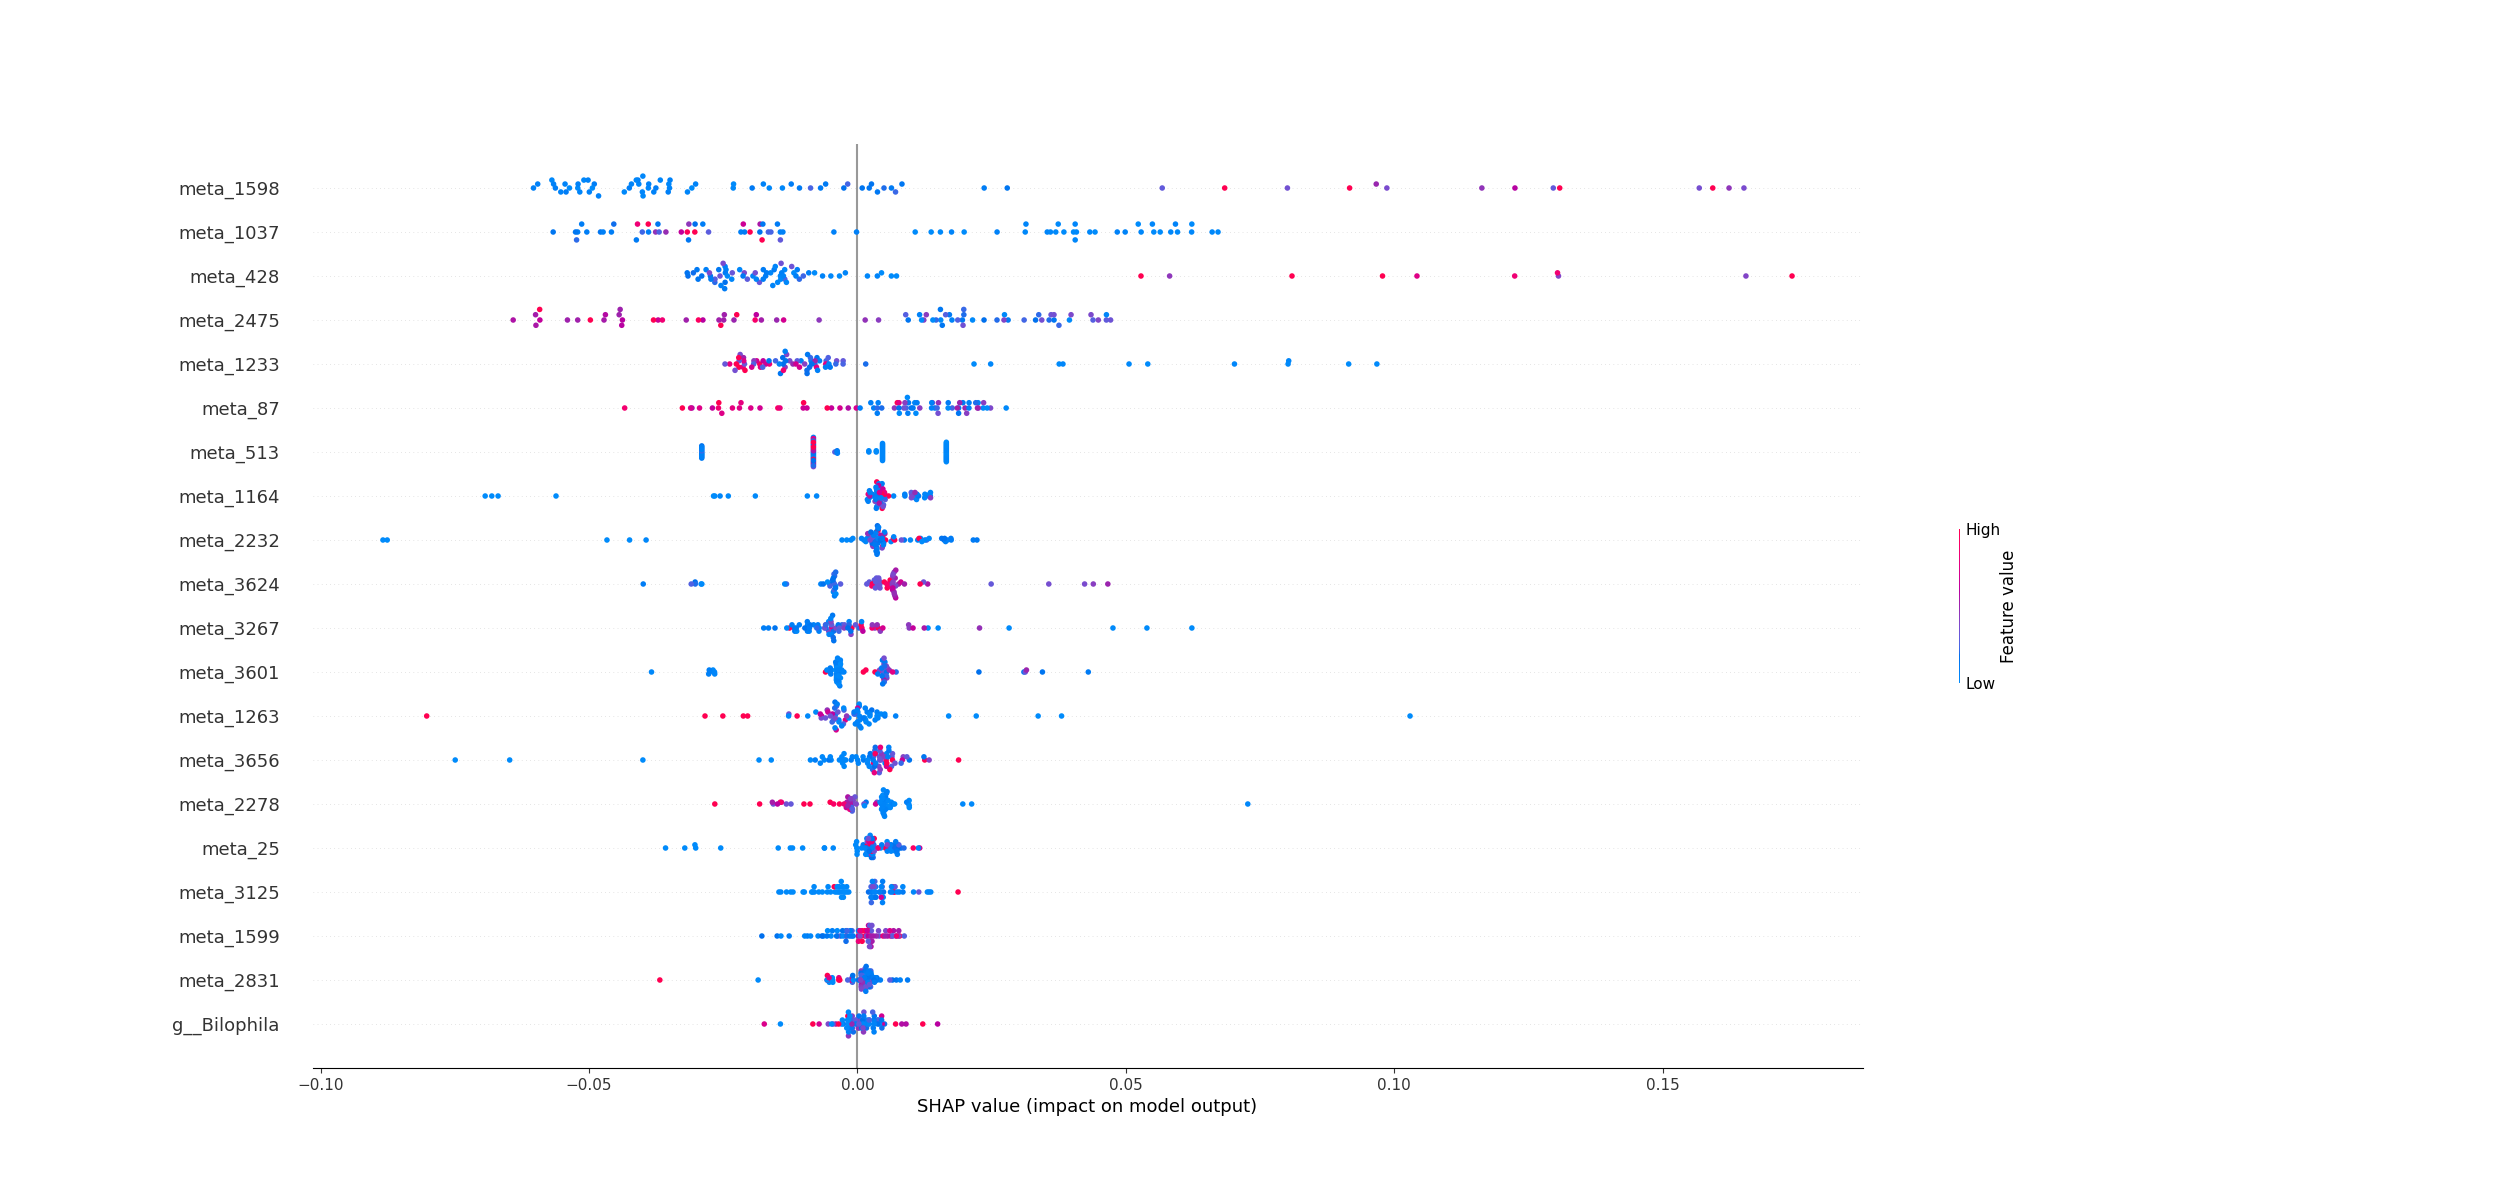 meta_1598
meta_1037
meta_428
meta_2475
meta_1233
meta_87
meta_513
meta_1164
meta_2232
meta_3624
meta_3267
meta_3601
meta_1263
meta_3656
meta_2278
meta_25
meta_3125
meta_1599
meta_2831
g__Bilophila
−0.10 −0.05 0.00 0.05 0.10 0.15
SHAP value (impact on model output)
High
Feature value
Low